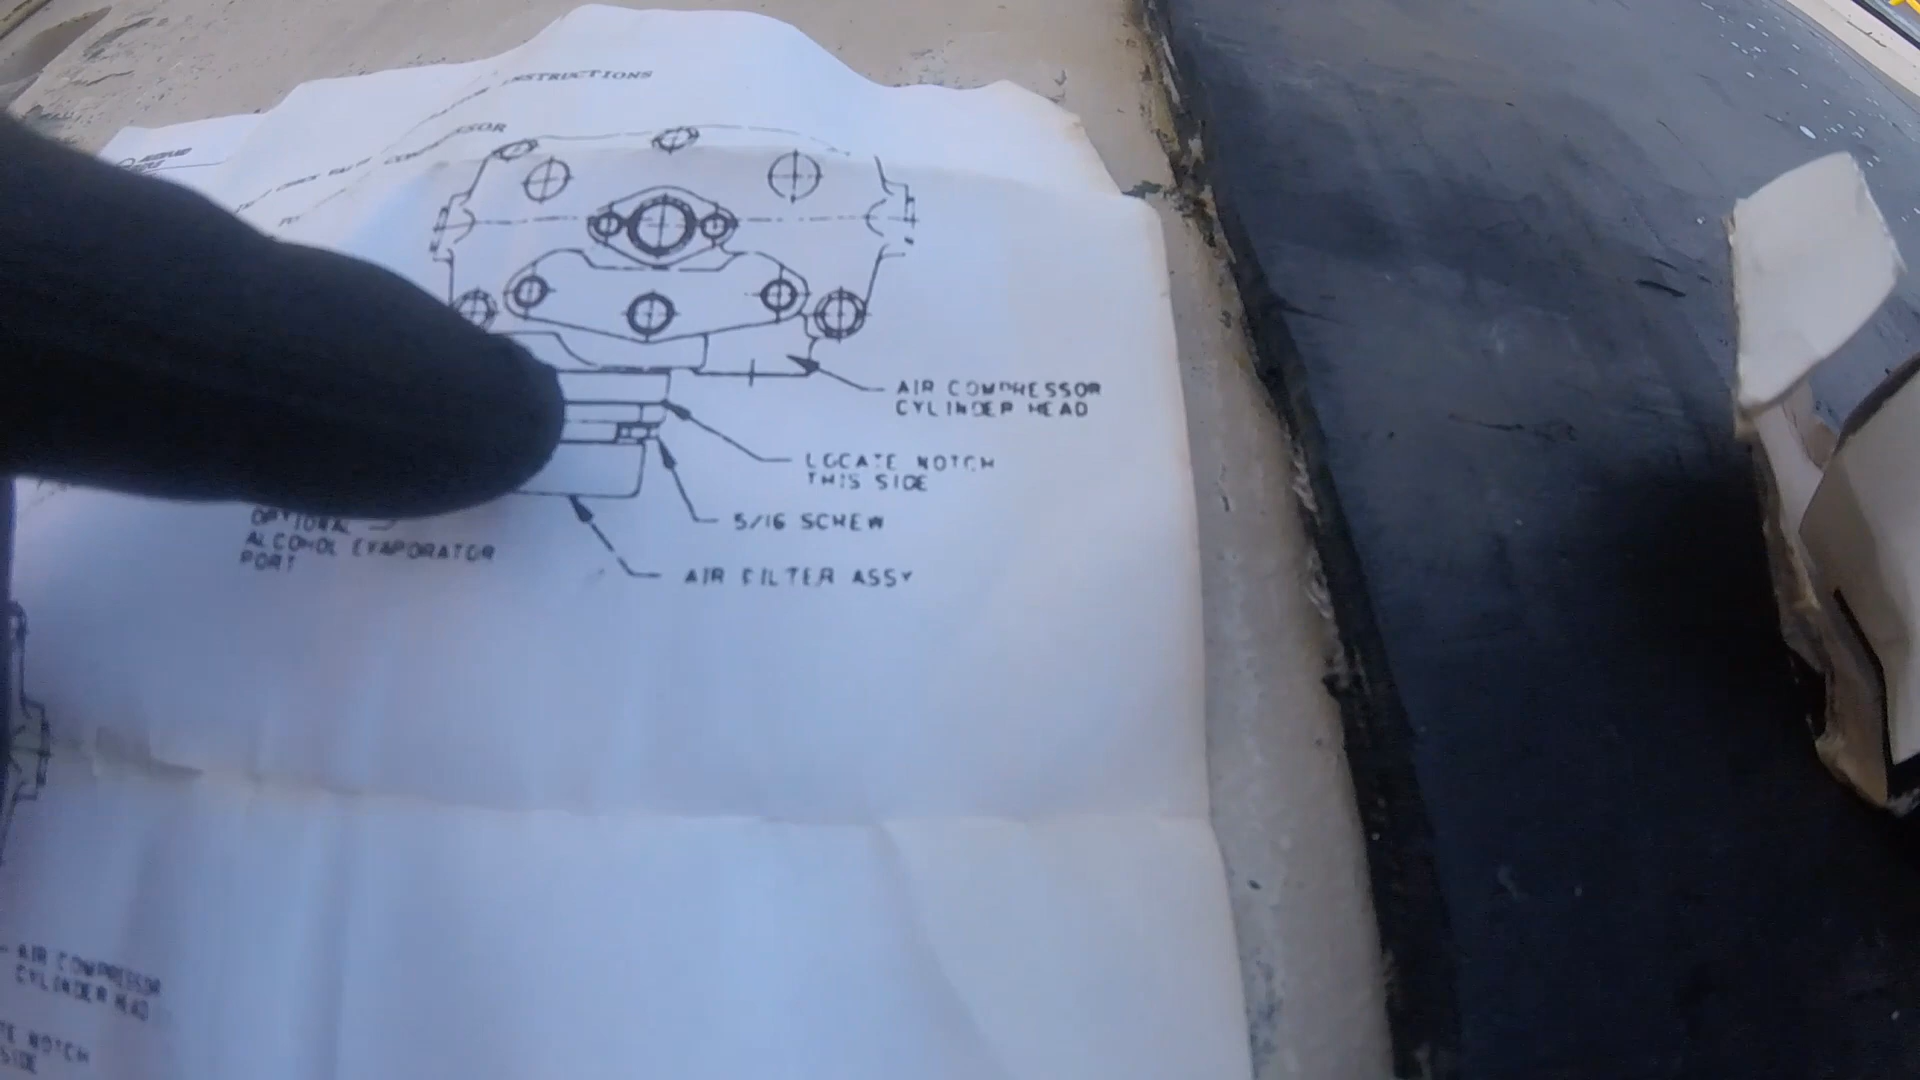 INSTRUCTIONS
AIR COMPRESSOR
CYLINDER HEAD
LOCATE NOTCH
THIS SIDE
5/16 SCREW
OPTIONAL
ALCOHOL EVAPORATOR
PORT
AIR FILTER ASSY
AIR COMPRESSOR
CYLINDER HEAD
NOTCH
SIDE